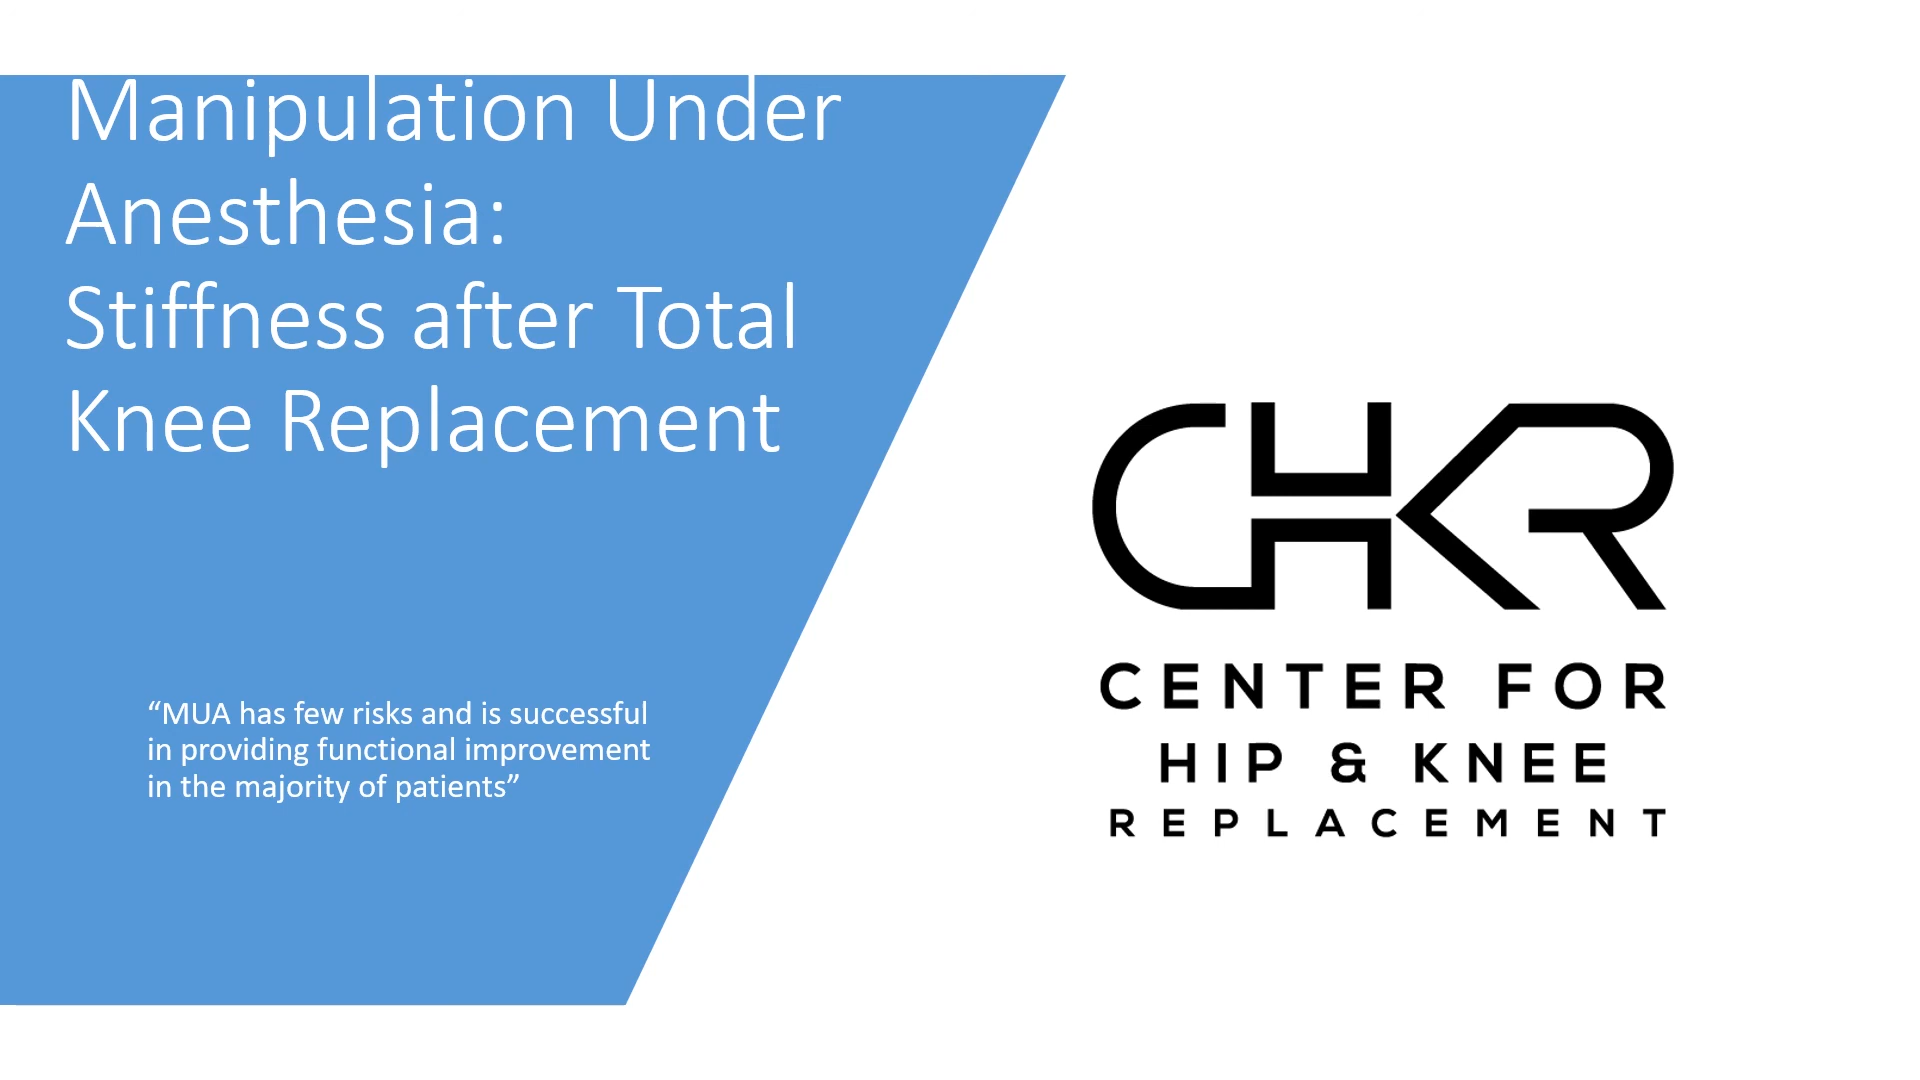 Manipulation Under
Anesthesia:
Stiffness after Total
Knee Replacement
“MUA has few risks and is successful
in providing functional improvement
in the majority of patients”
CHKR
CENTER FOR
HIP & KNEE
REPLACEMENT